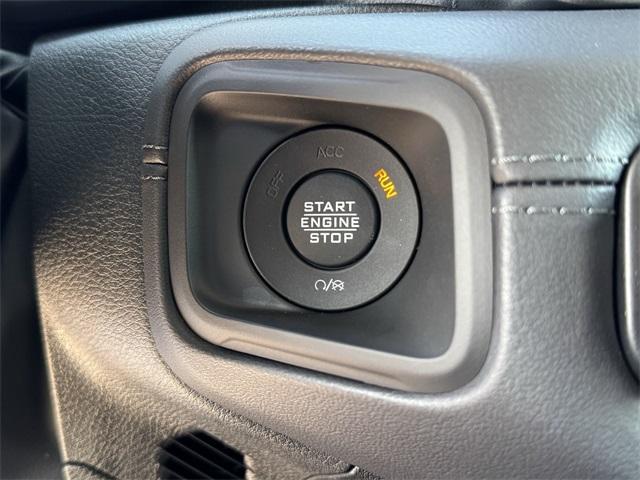 OFF
ACC
RUN
START
ENGINE
STOP